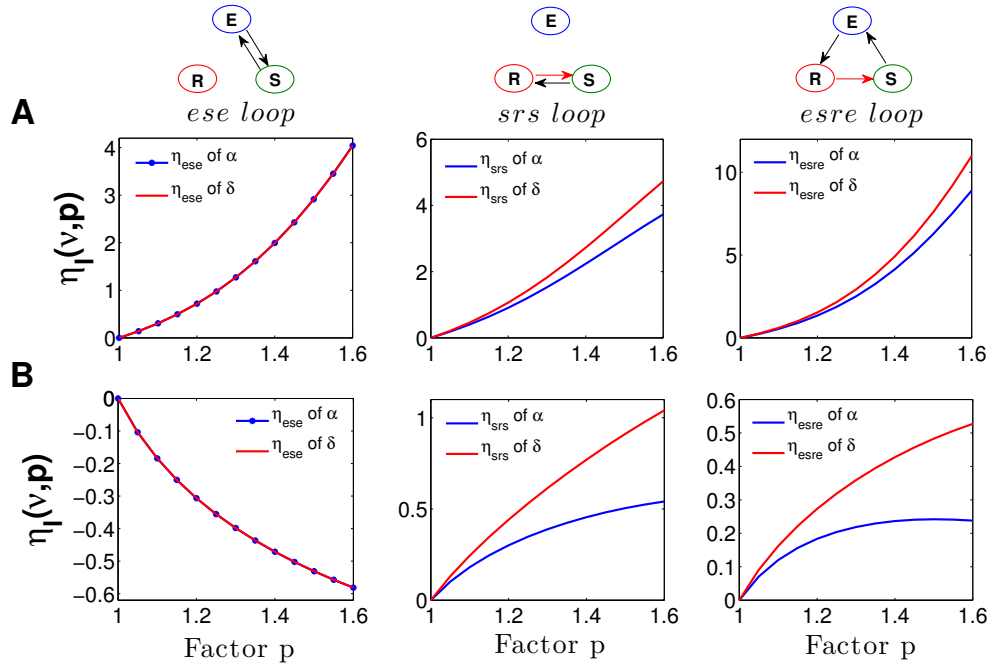 E
R
S
E
R
S
E
R
S
ese loop
srs loop
esre loop
A
η_I(ν,p)
4
3
2
1
0
1
1.2
1.4
1.6
η_ese of α
η_ese of δ
6
4
2
0
1
1.2
1.4
1.6
η_srs of α
η_srs of δ
10
5
0
1
1.2
1.4
1.6
η_esre of α
η_esre of δ
B
η_I(ν,p)
0
−0.1
−0.2
−0.3
−0.4
−0.5
−0.6
1
1.2
1.4
1.6
η_ese of α
η_ese of δ
Factor p
1
0.5
0
1
1.2
1.4
1.6
η_srs of α
η_srs of δ
Factor p
0.6
0.5
0.4
0.3
0.2
0.1
0
1
1.2
1.4
1.6
η_esre of α
η_esre of δ
Factor p